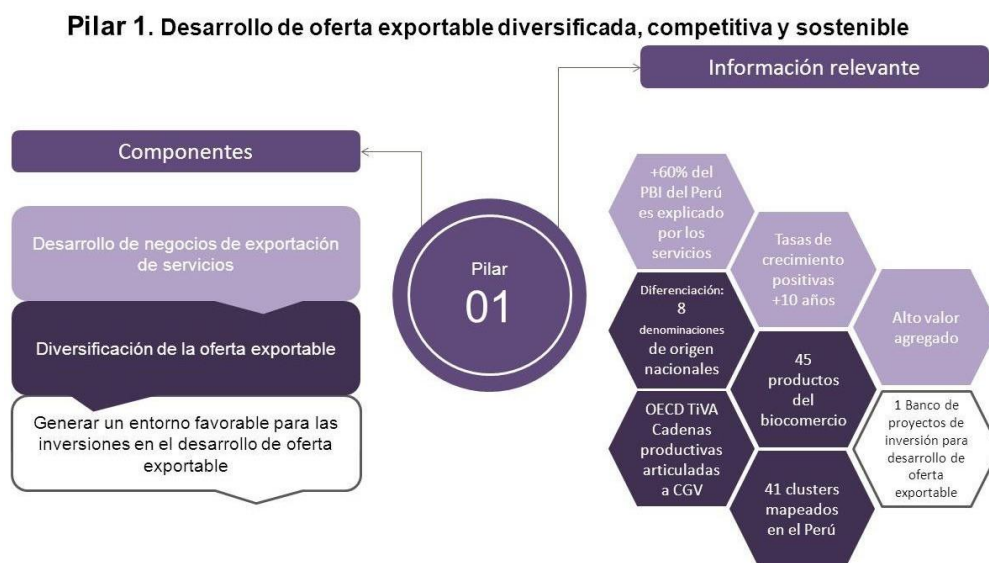 Pilar 1. Desarrollo de oferta exportable diversificada, competitiva y sostenible
Información relevante
Componentes
Desarrollo de negocios de exportación
de servicios
Diversificación de la oferta exportable
Generar un entorno favorable para las
inversiones en el desarrollo de oferta
exportable
Pilar
01
+60% del
PBI del Perú
es explicado
por los
servicios
Tasas de
crecimiento
positivas
+10 años
Alto valor
agregado
Diferenciación:
8
denominaciones
de origen
nacionales
45
productos
del
biocomercio
1 Banco de
proyectos de
inversión para
desarrollo de
oferta
exportable
OECD TiVA
Cadenas
productivas
articuladas
a CGV
41 clusters
mapeados
en el Perú